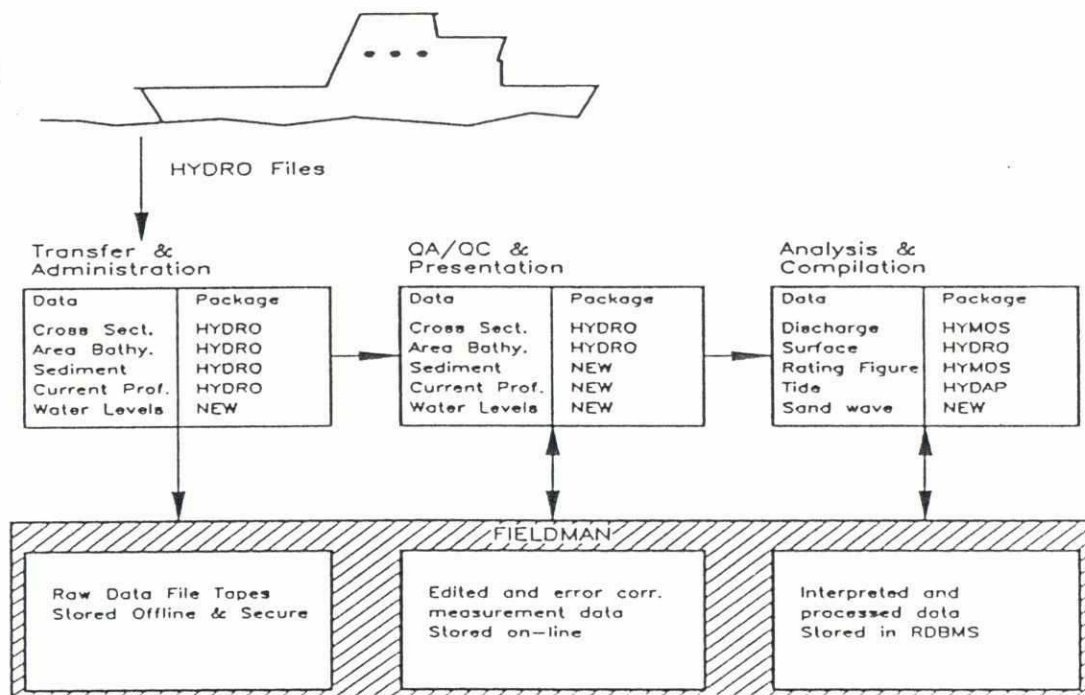 HYDRO Files
Transfer &
Administration
Data Package
Cross Sect. HYDRO
Area Bathy. HYDRO
Sediment HYDRO
Current Prof. HYDRO
Water Levels NEW
QA/QC &
Presentation
Data Package
Cross Sect. HYDRO
Area Bathy. HYDRO
Sediment NEW
Current Prof. NEW
Water Levels NEW
Analysis &
Compilation
Data Package
Discharge HYMOS
Surface HYDRO
Rating Figure HYMOS
Tide HYDAP
Sand wave NEW
FIELDMAN
Raw Data File Tapes
Stored Offline & Secure
Edited and error corr.
measurement data
Stored on-line
Interpreted and
processed data
Stored in RDBMS